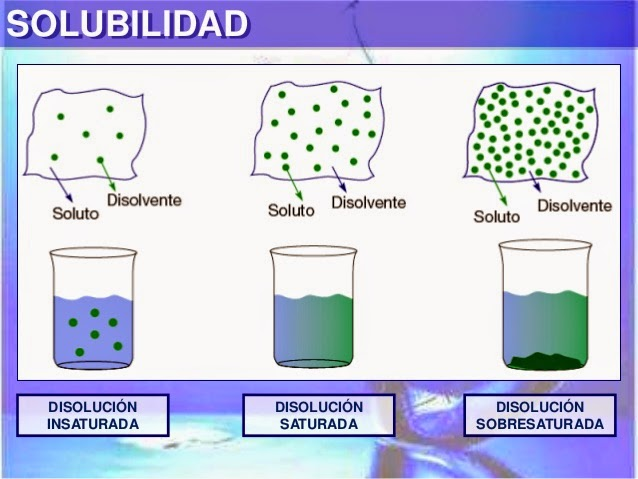 SOLUBILIDAD
Soluto
Disolvente
Soluto
Disolvente
Soluto
Disolvente
DISOLUCIÓN
INSATURADA
DISOLUCIÓN
SATURADA
DISOLUCIÓN
SOBRESATURADA